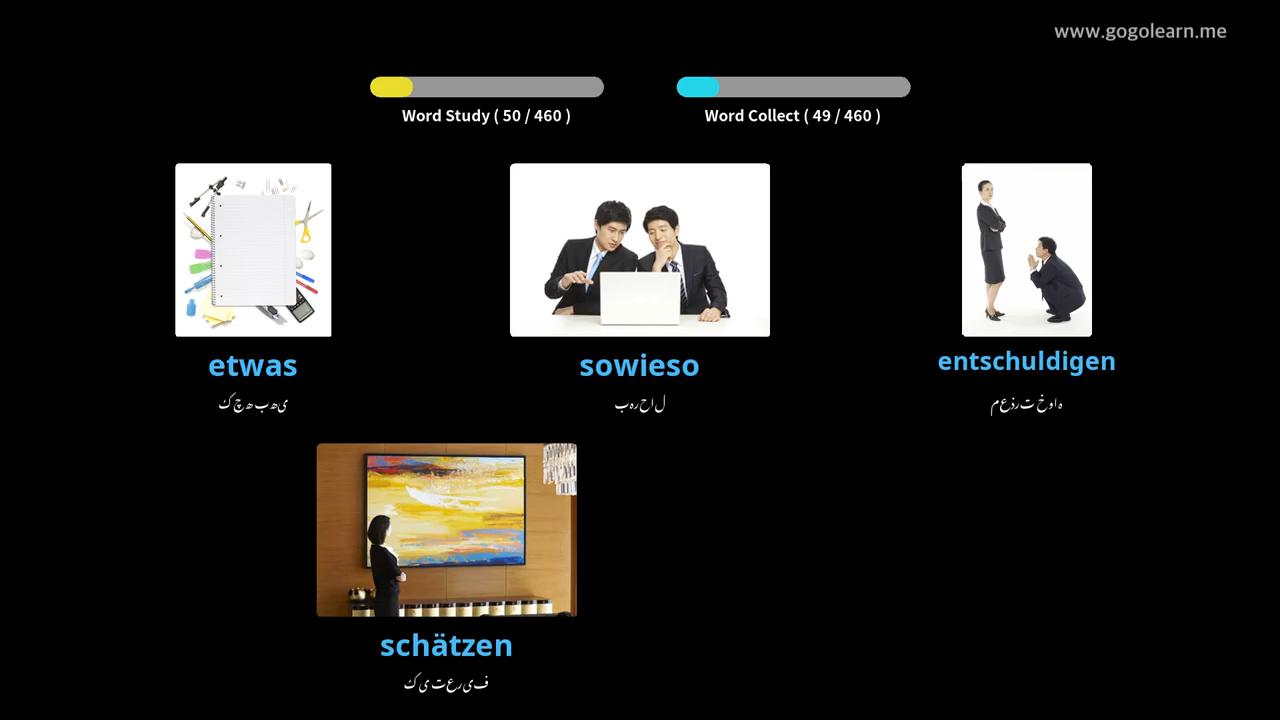 www.gogolearn.me
Word Study ( 50 / 460 )
Word Collect ( 49 / 460 )
etwas
sowieso
entschuldigen
کچھ بھی
بہرحال
معذرت خواہ
schätzen
کی تعریف